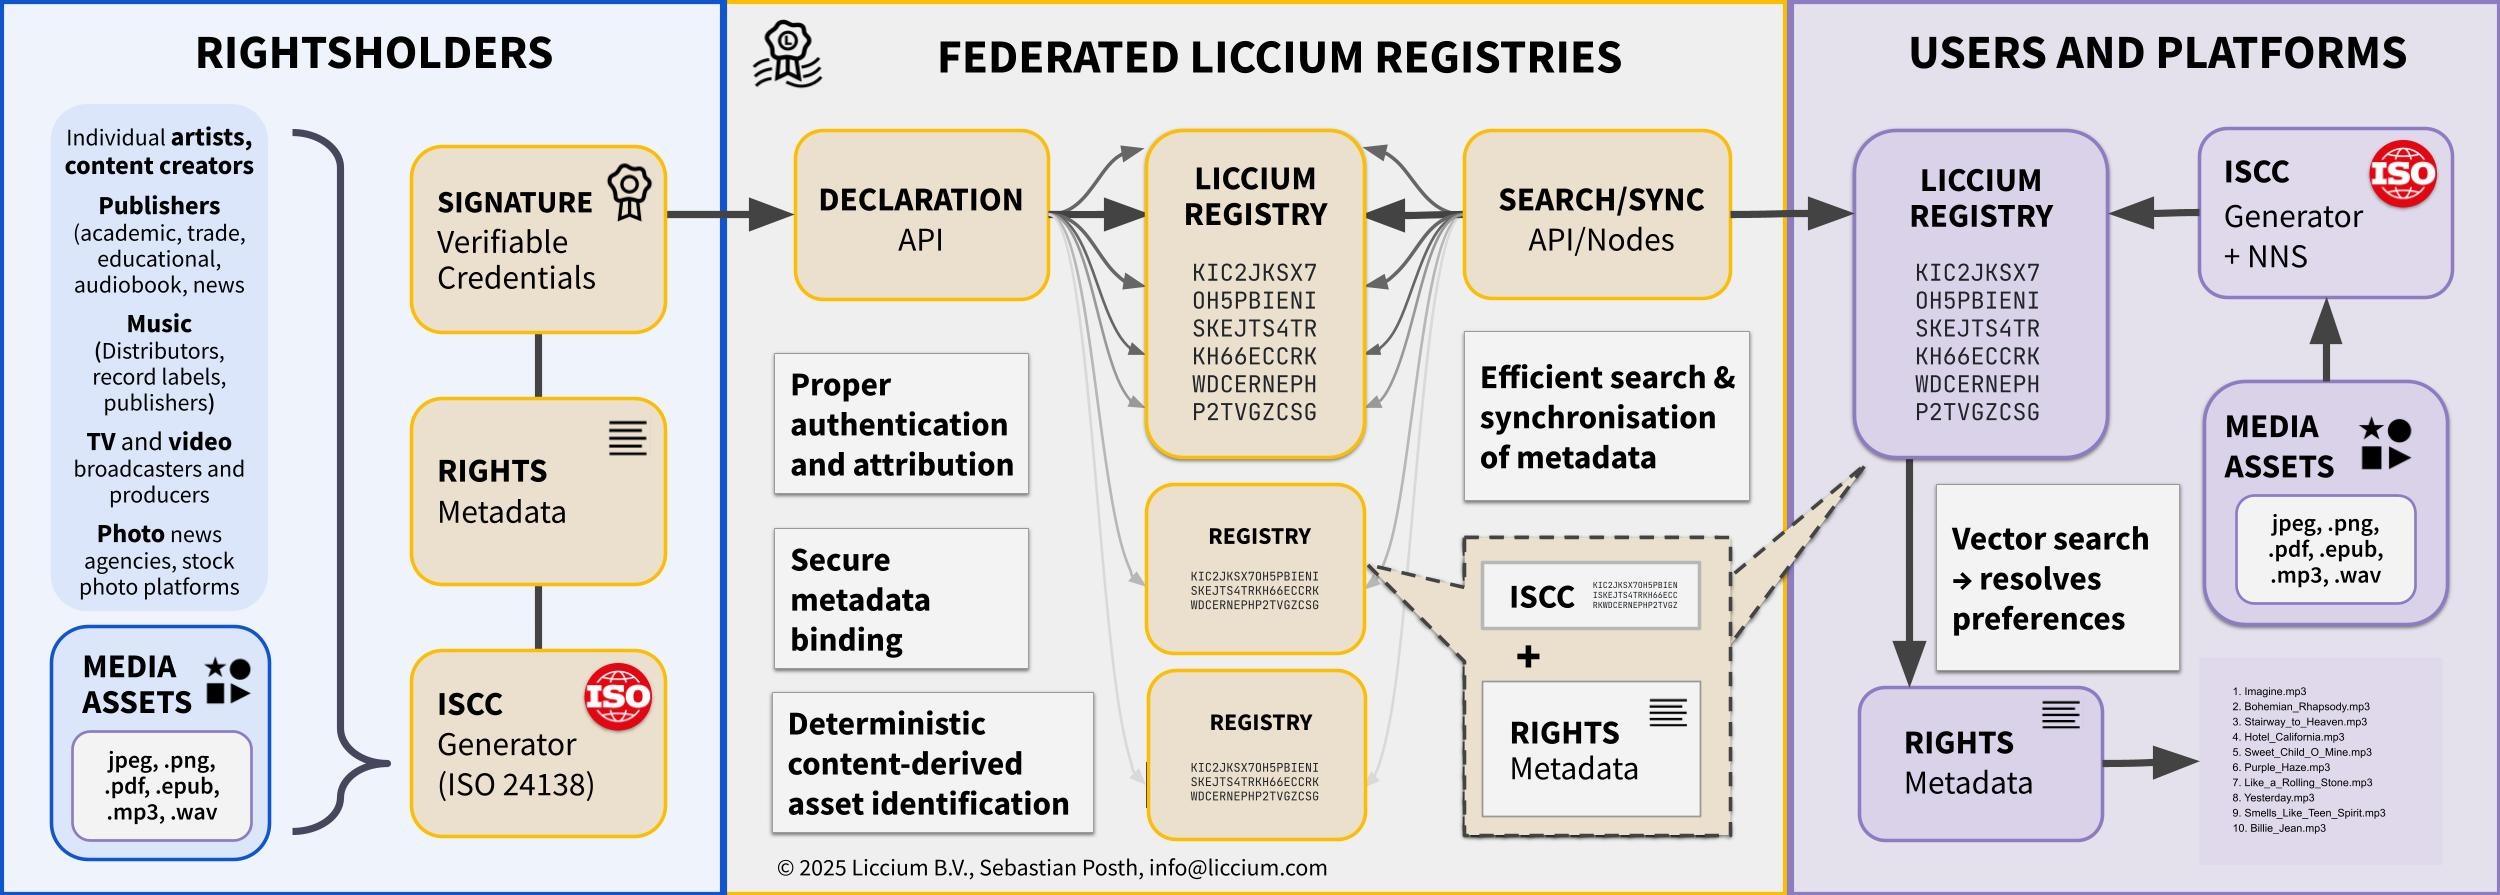 RIGHTSHOLDERS
Individual artists,
content creators
Publishers
(academic, trade,
educational,
audiobook, news
Music
(Distributors,
record labels,
publishers)
TV and video
broadcasters and
producers
Photo news
agencies, stock
photo platforms
MEDIA
ASSETS
jpeg, .png,
.pdf, .epub,
.mp3, .wav
SIGNATURE
Verifiable
Credentials
RIGHTS
Metadata
ISCC
ISO
Generator
(ISO 24138)
L
FEDERATED LICCIUM REGISTRIES
DECLARATION
API
Proper
authentication
and attribution
Secure
metadata
binding
Deterministic
content-derived
asset identification
LICCIUM
REGISTRY
KIC2JKSX7
OH5PBIENI
SKEJTS4TR
KH66ECCRK
WDCERNEPH
P2TVGZCSG
REGISTRY
KIC2JKSX7OH5PBIENI
SKEJTS4TRKH66ECCRK
WDCERNEPHP2TVGZCSG
REGISTRY
KIC2JKSX7OH5PBIENI
SKEJTS4TRKH66ECCRK
WDCERNEPHP2TVGZCSG
SEARCH/SYNC
API/Nodes
Efficient search &
synchronisation
of metadata
ISCC
KIC2JKSX7OH5PBIEN
ISKEJTS4TRKH66ECC
RKWDCERNEPHP2TVGZ
+
RIGHTS
Metadata
© 2025 Liccium B.V., Sebastian Posth, info@liccium.com
USERS AND PLATFORMS
LICCIUM
REGISTRY
KIC2JKSX7
OH5PBIENI
SKEJTS4TR
KH66ECCRK
WDCERNEPH
P2TVGZCSG
ISCC
ISO
Generator
+ NNS
MEDIA
ASSETS
jpeg, .png,
.pdf, .epub,
.mp3, .wav
Vector search
→ resolves
preferences
RIGHTS
Metadata
1. Imagine.mp3
2. Bohemian_Rhapsody.mp3
3. Stairway_to_Heaven.mp3
4. Hotel_California.mp3
5. Sweet_Child_O_Mine.mp3
6. Purple_Haze.mp3
7. Like_a_Rolling_Stone.mp3
8. Yesterday.mp3
9. Smells_Like_Teen_Spirit.mp3
10. Billie_Jean.mp3